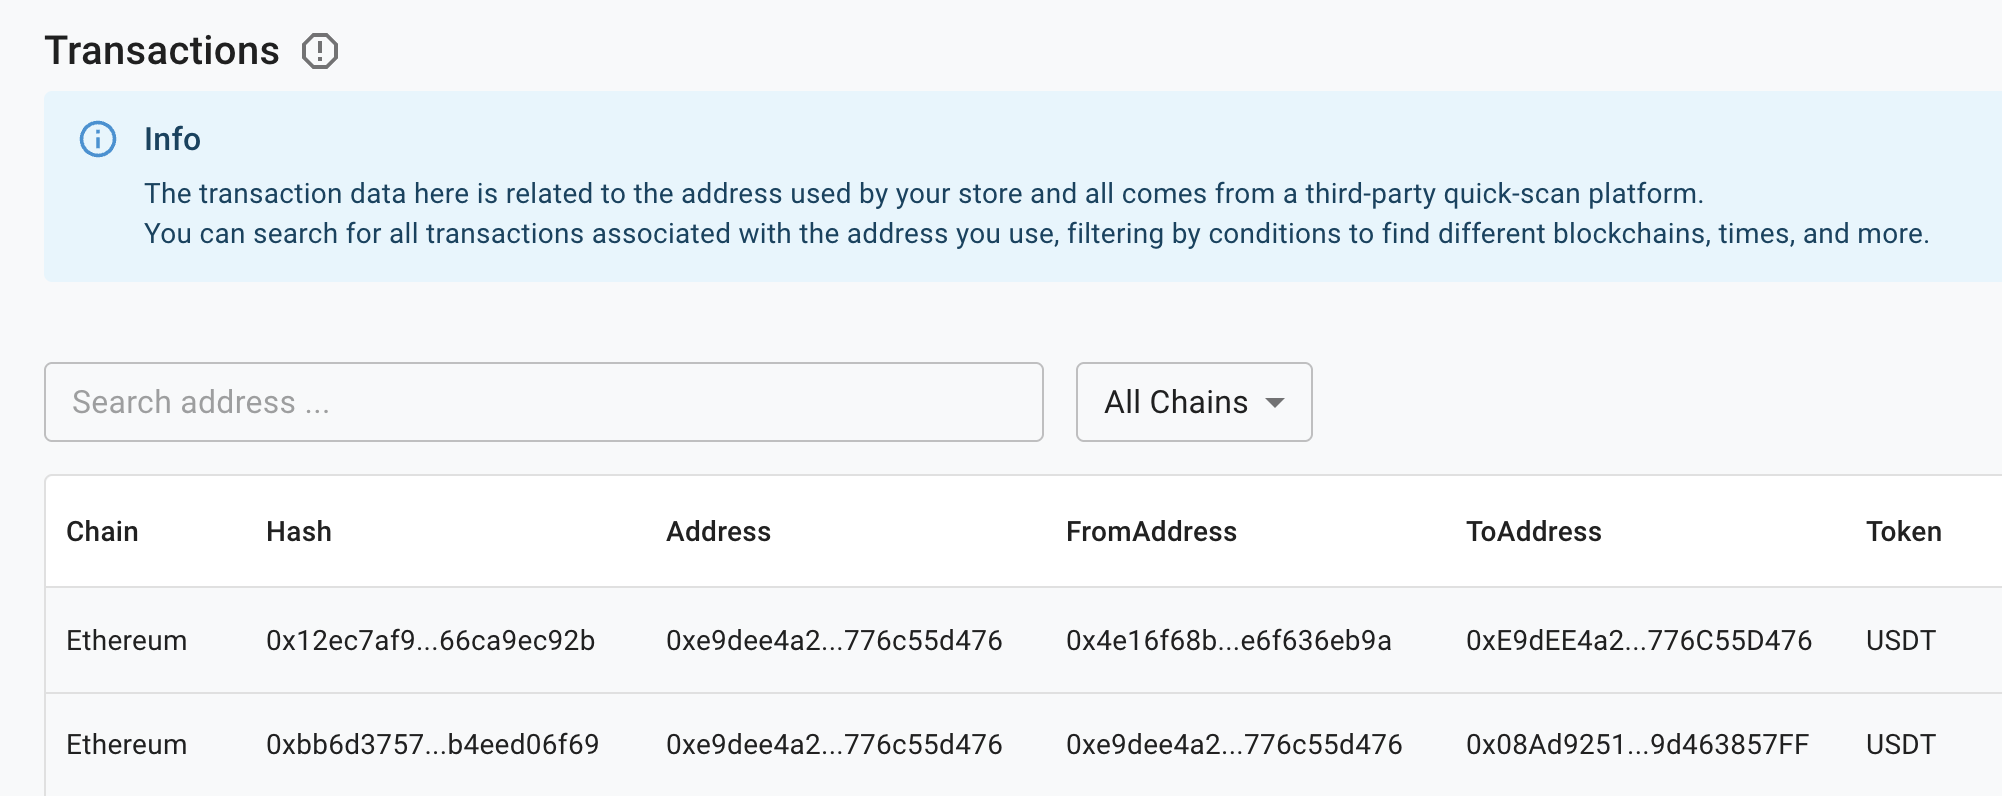 Transactions
Info
The transaction data here is related to the address used by your store and all comes from a third-party quick-scan platform.
You can search for all transactions associated with the address you use, filtering by conditions to find different blockchains, times, and more.
Search address ...
All Chains
Chain Hash Address FromAddress ToAddress Token
Ethereum 0x12ec7af9...66ca9ec92b 0xe9dee4a2...776c55d476 0x4e16f68b...e6f636eb9a 0xE9dEE4a2...776C55D476 USDT
Ethereum 0xbb6d3757...b4eed06f69 0xe9dee4a2...776c55d476 0xe9dee4a2...776c55d476 0x08Ad9251...9d463857FF USDT